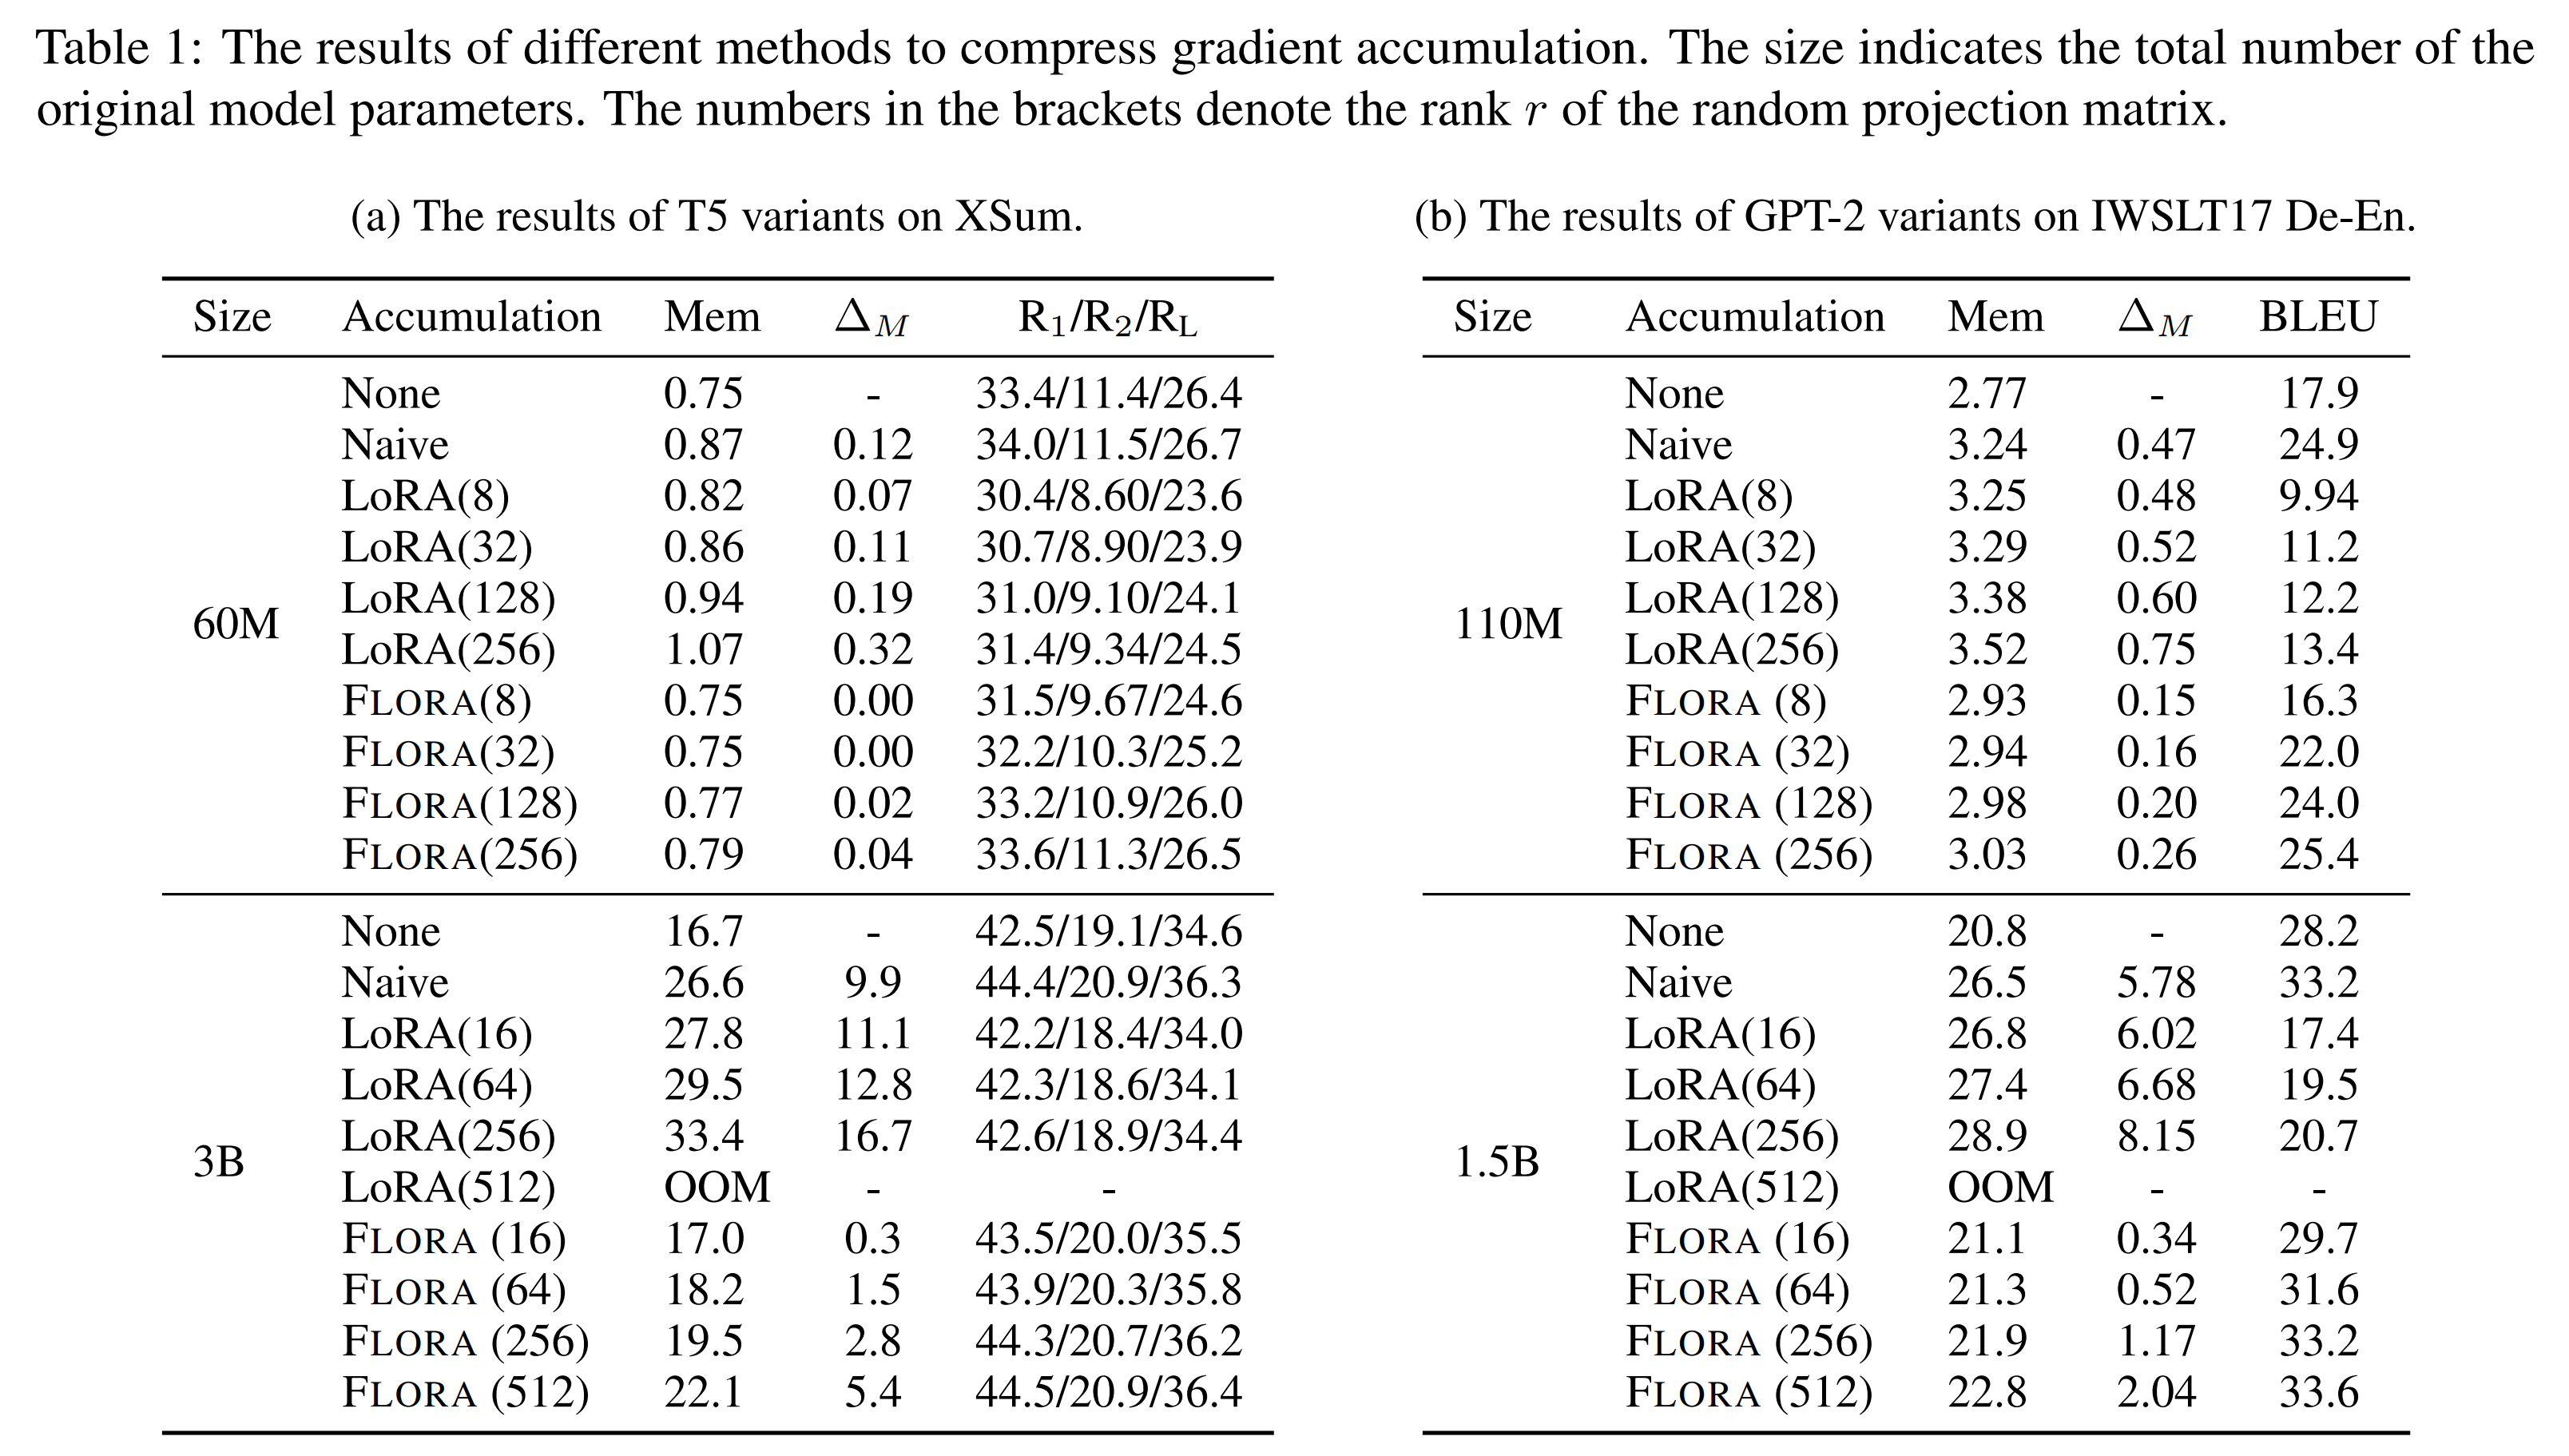 Table 1: The results of different methods to compress gradient accumulation. The size indicates the total number of the
original model parameters. The numbers in the brackets denote the rank r of the random projection matrix.
(a) The results of T5 variants on XSum.
Size Accumulation Mem Δ_M R₁/R₂/R_L
60M
None 0.75 - 33.4/11.4/26.4
Naive 0.87 0.12 34.0/11.5/26.7
LoRA(8) 0.82 0.07 30.4/8.60/23.6
LoRA(32) 0.86 0.11 30.7/8.90/23.9
LoRA(128) 0.94 0.19 31.0/9.10/24.1
LoRA(256) 1.07 0.32 31.4/9.34/24.5
FLORA(8) 0.75 0.00 31.5/9.67/24.6
FLORA(32) 0.75 0.00 32.2/10.3/25.2
FLORA(128) 0.77 0.02 33.2/10.9/26.0
FLORA(256) 0.79 0.04 33.6/11.3/26.5
3B
None 16.7 - 42.5/19.1/34.6
Naive 26.6 9.9 44.4/20.9/36.3
LoRA(16) 27.8 11.1 42.2/18.4/34.0
LoRA(64) 29.5 12.8 42.3/18.6/34.1
LoRA(256) 33.4 16.7 42.6/18.9/34.4
LoRA(512) OOM - -
FLORA (16) 17.0 0.3 43.5/20.0/35.5
FLORA (64) 18.2 1.5 43.9/20.3/35.8
FLORA (256) 19.5 2.8 44.3/20.7/36.2
FLORA (512) 22.1 5.4 44.5/20.9/36.4
(b) The results of GPT-2 variants on IWSLT17 De-En.
Size Accumulation Mem Δ_M BLEU
110M
None 2.77 - 17.9
Naive 3.24 0.47 24.9
LoRA(8) 3.25 0.48 9.94
LoRA(32) 3.29 0.52 11.2
LoRA(128) 3.38 0.60 12.2
LoRA(256) 3.52 0.75 13.4
FLORA (8) 2.93 0.15 16.3
FLORA (32) 2.94 0.16 22.0
FLORA (128) 2.98 0.20 24.0
FLORA (256) 3.03 0.26 25.4
1.5B
None 20.8 - 28.2
Naive 26.5 5.78 33.2
LoRA(16) 26.8 6.02 17.4
LoRA(64) 27.4 6.68 19.5
LoRA(256) 28.9 8.15 20.7
LoRA(512) OOM - -
FLORA (16) 21.1 0.34 29.7
FLORA (64) 21.3 0.52 31.6
FLORA (256) 21.9 1.17 33.2
FLORA (512) 22.8 2.04 33.6